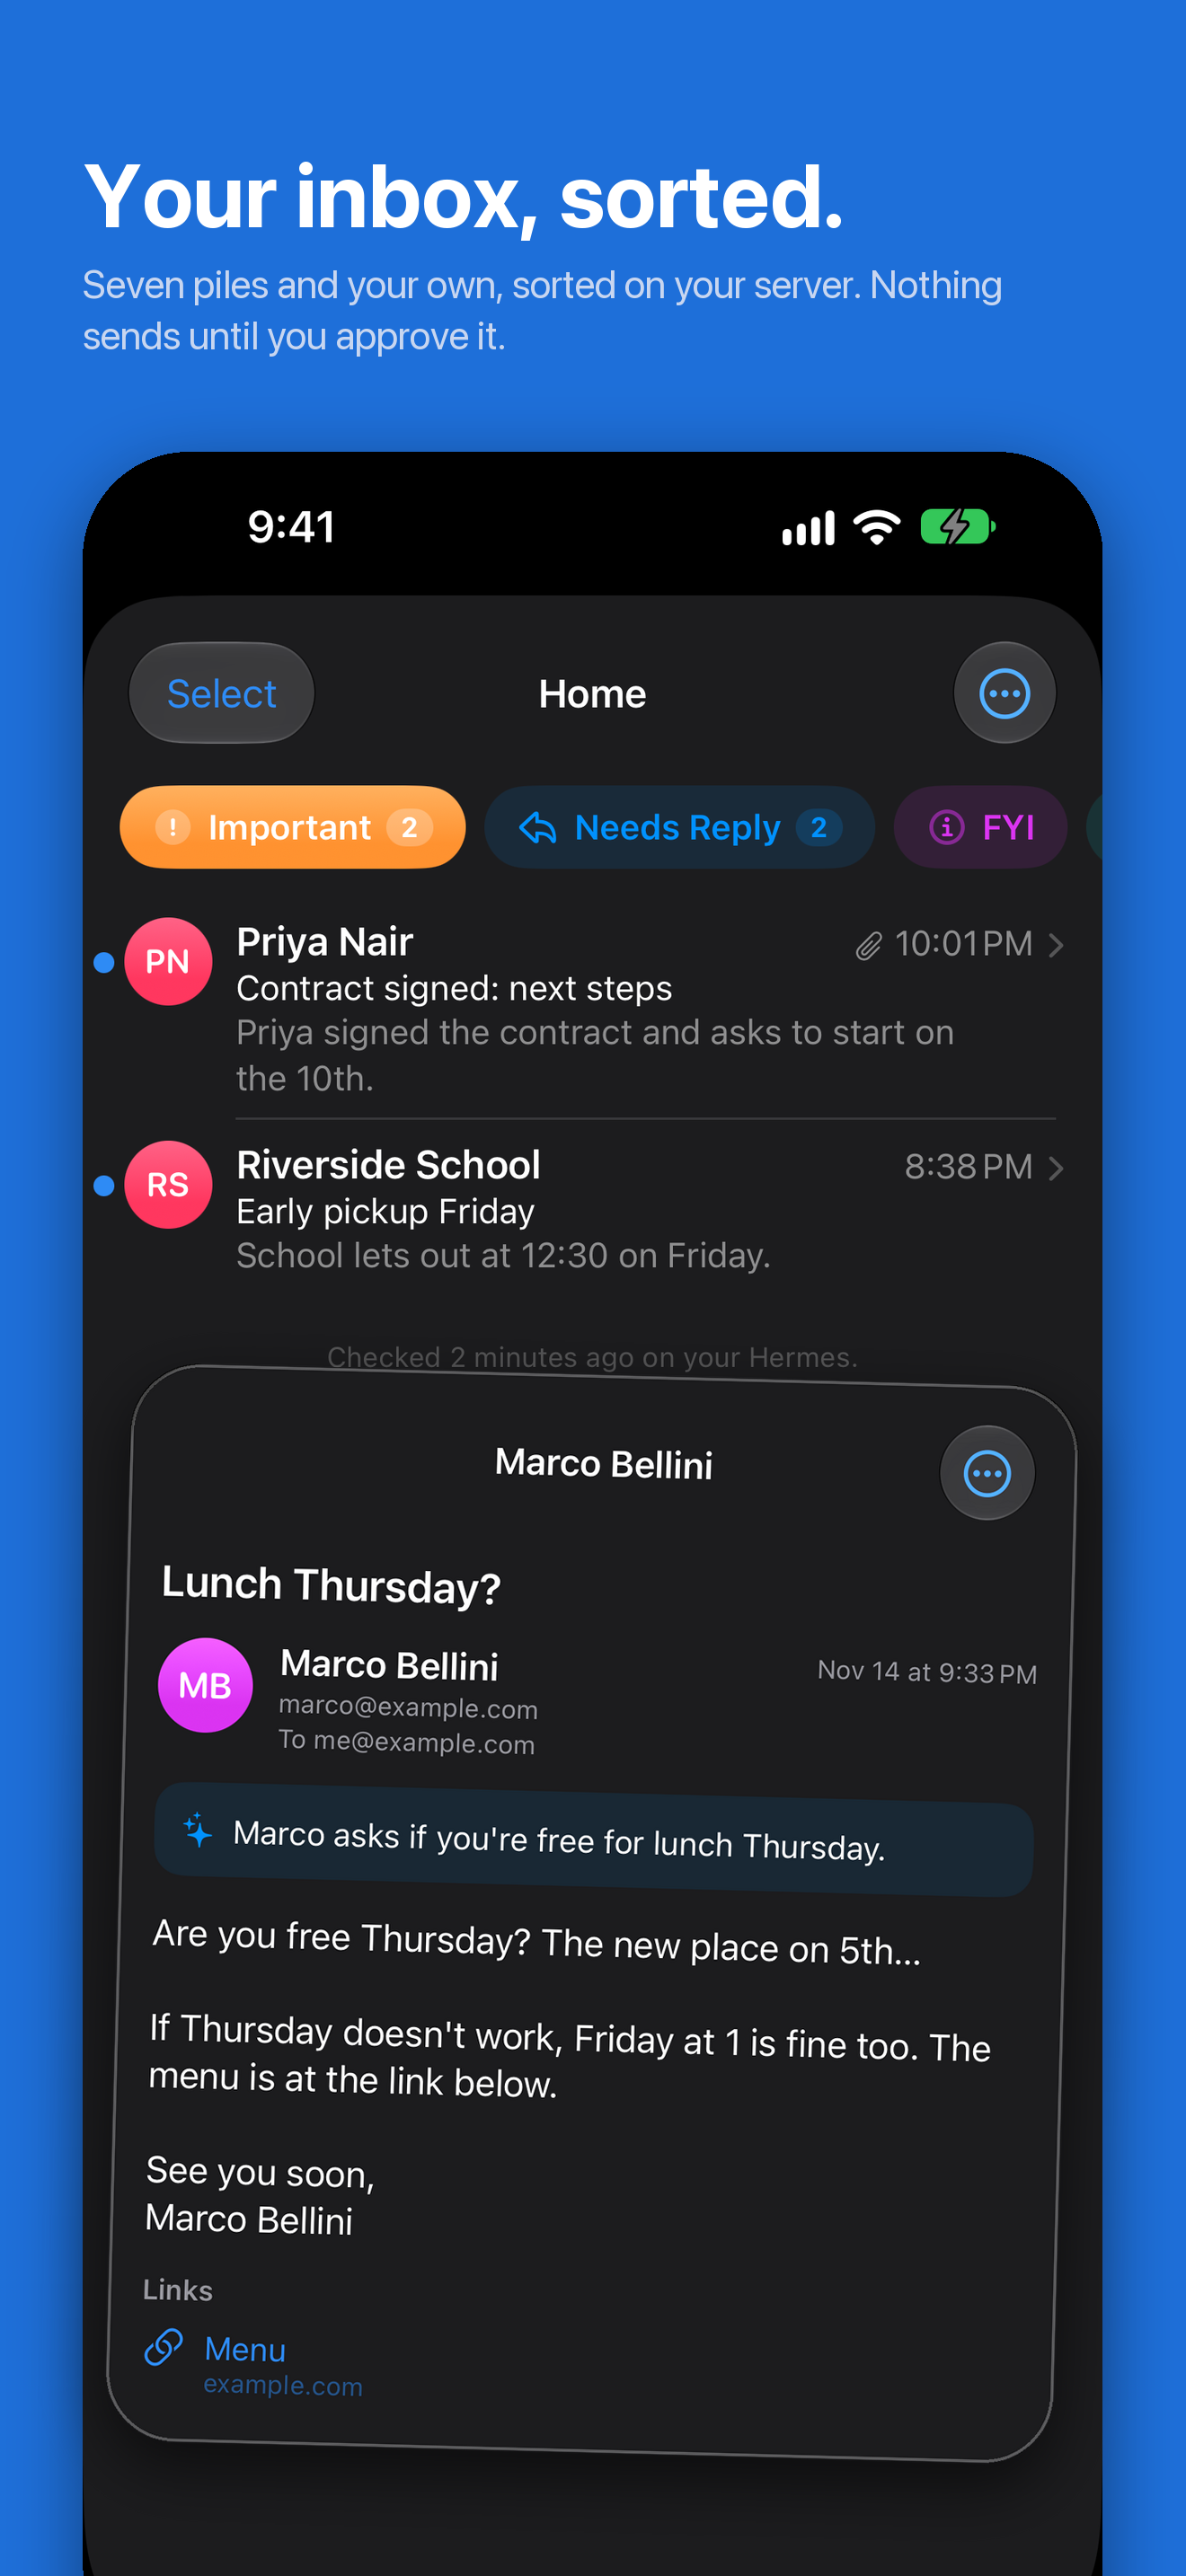 Your inbox, sorted.
Seven piles and your own, sorted on your server. Nothing
sends until you approve it.
9:41
Select
Home
Important 2
Needs Reply 2
FYI
PN
Priya Nair
10:01 PM
Contract signed: next steps
Priya signed the contract and asks to start on
the 10th.
RS
Riverside School
8:38 PM
Early pickup Friday
School lets out at 12:30 on Friday.
Checked 2 minutes ago on your Hermes.
Marco Bellini
Lunch Thursday?
MB
Marco Bellini
Nov 14 at 9:33 PM
marco@example.com
To me@example.com
Marco asks if you're free for lunch Thursday.
Are you free Thursday? The new place on 5th...
If Thursday doesn't work, Friday at 1 is fine too. The
menu is at the link below.
See you soon,
Marco Bellini
Links
Menu
example.com